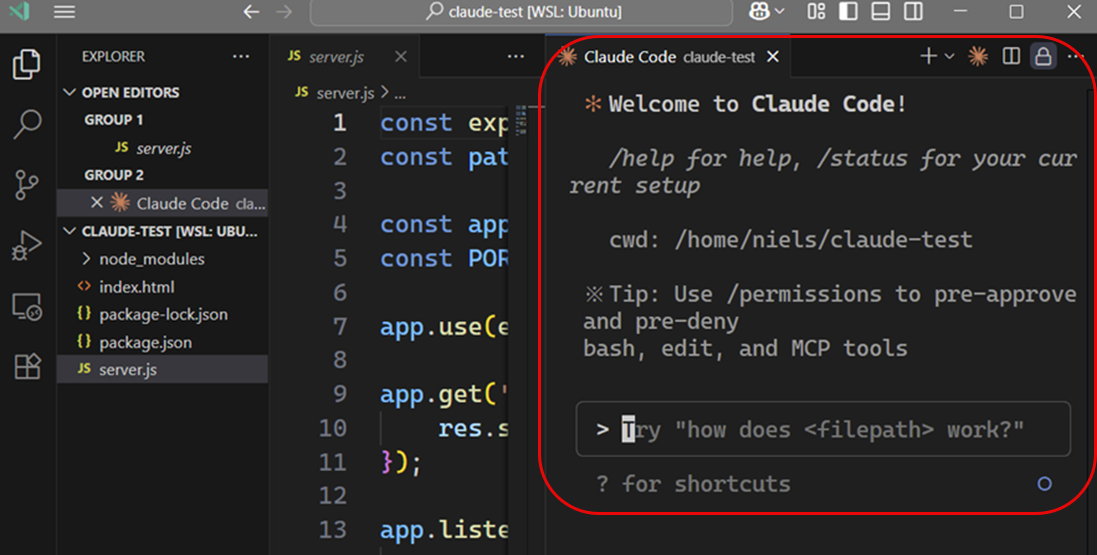 claude-test [WSL: Ubuntu]
EXPLORER
OPEN EDITORS
GROUP 1
JS server.js
GROUP 2
Claude Code cla...
CLAUDE-TEST [WSL: UBU...
node_modules
<> index.html
{} package-lock.json
{} package.json
JS server.js
JS server.js
JS server.js > ...
1 const exp
2 const pat
3
4 const app
5 const POR
6
7 app.use(e
8
9 app.get('
10 res.s
11 });
12
13 app.liste
Claude Code claude-test
* Welcome to Claude Code!
/help for help, /status for your cur
rent setup
cwd: /home/niels/claude-test
※ Tip: Use /permissions to pre-approve
and pre-deny
bash, edit, and MCP tools
> Try "how does <filepath> work?"
? for shortcuts